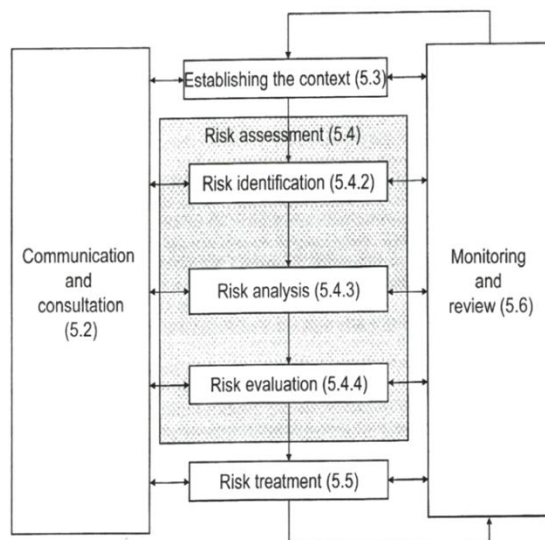 Establishing the context (5.3)
Risk assessment (5.4)
Risk identification (5.4.2)
Communication
and
consultation
(5.2)
Risk analysis (5.4.3)
Monitoring
and
review (5.6)
Risk evaluation (5.4.4)
Risk treatment (5.5)